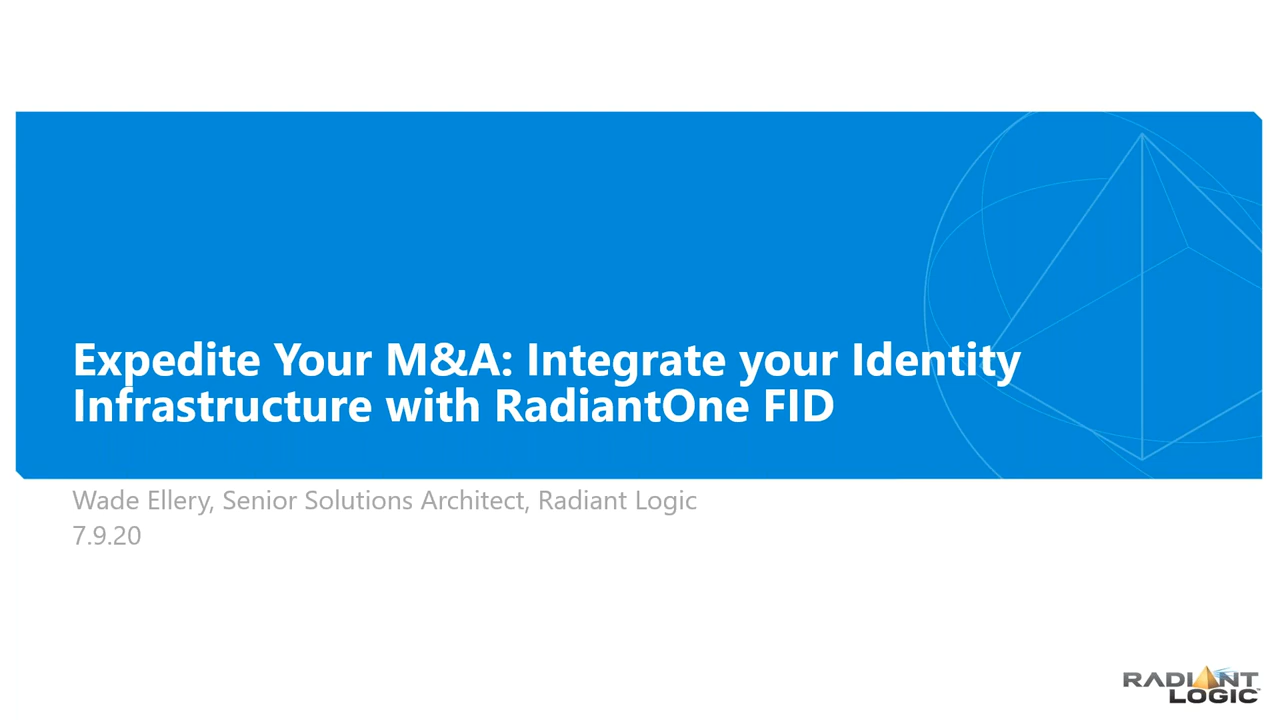 Expedite Your M&A: Integrate your Identity
Infrastructure with RadiantOne FID
Wade Ellery, Senior Solutions Architect, Radiant Logic
7.9.20
RADIANT
LOGIC